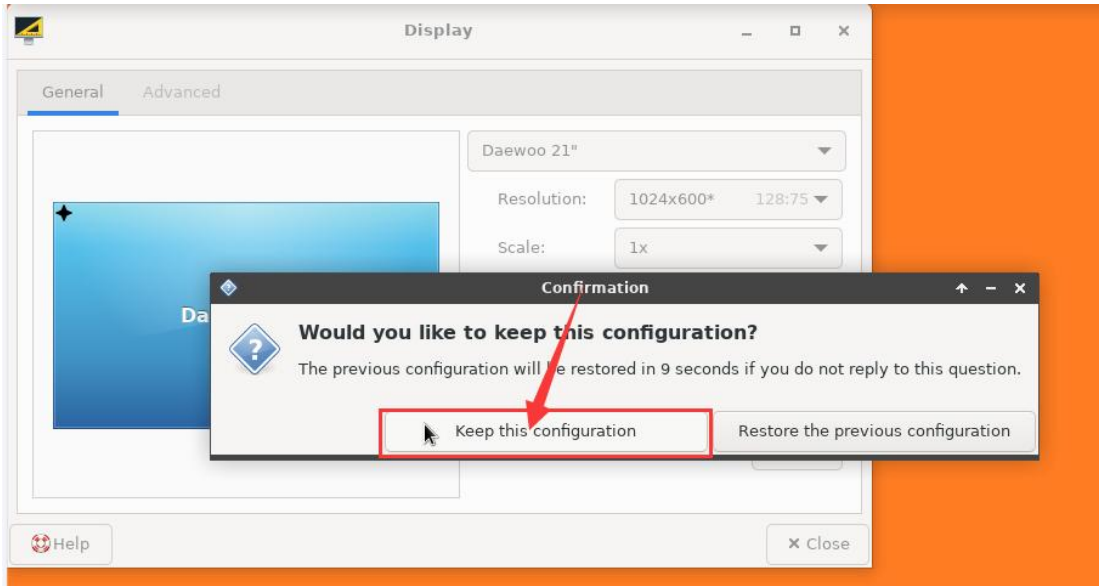 Display
General Advanced
Daewoo 21"
Resolution: 1024x600* 128:75
Scale: 1x
Da
Confirmation
Would you like to keep this configuration?
The previous configuration will be restored in 9 seconds if you do not reply to this question.
Keep this configuration
Restore the previous configuration
Help
Close